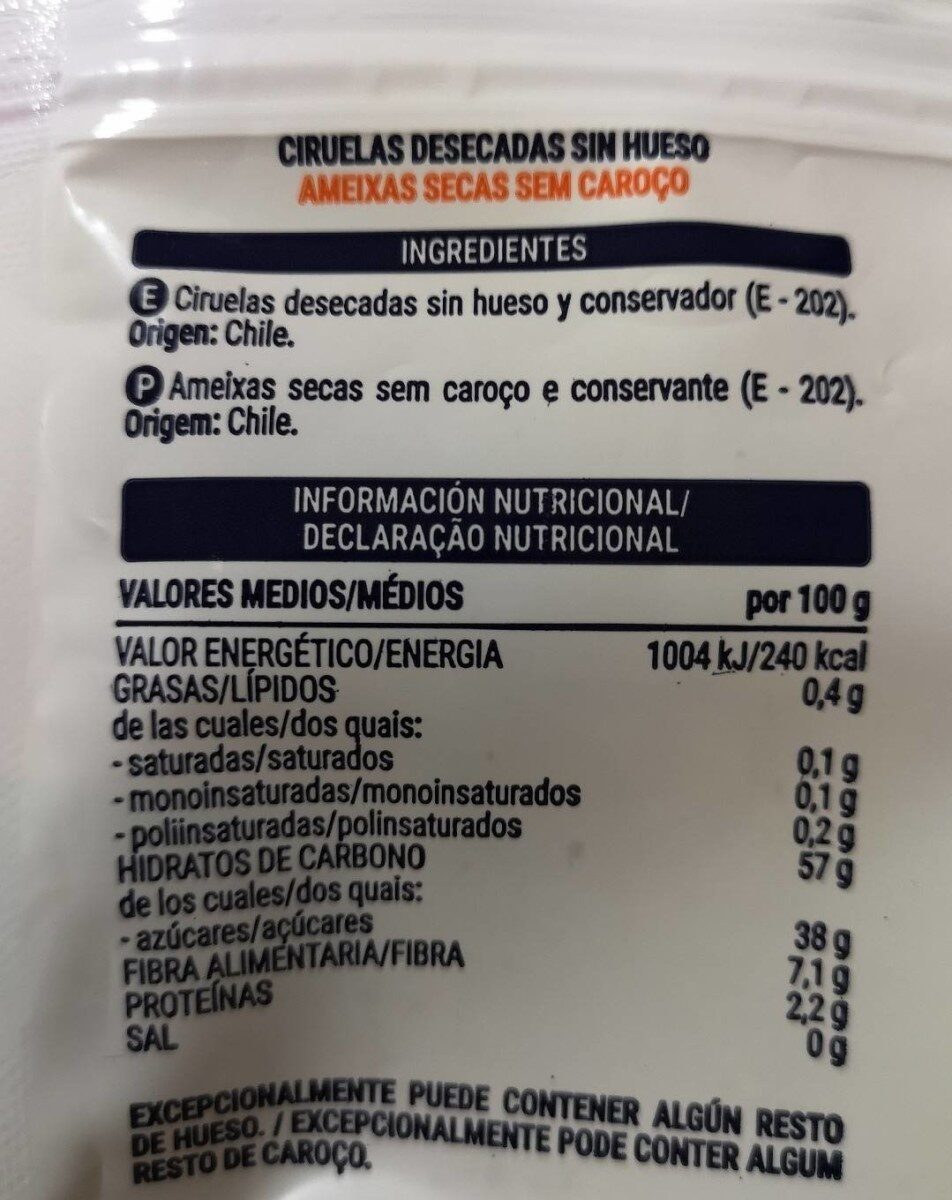 CIRUELAS DESECADAS SIN HUESO
AMEIXAS SECAS SEM CAROÇO
INGREDIENTES
E Ciruelas desecadas sin hueso y conservador (E - 202).
Origen: Chile.
P Ameixas secas sem caroço e conservante (E - 202).
Origem: Chile.
INFORMACIÓN NUTRICIONAL/
DECLARAÇÃO NUTRICIONAL
VALORES MEDIOS/MÉDIOS por 100 g
VALOR ENERGÉTICO/ENERGIA 1004 kJ/240 kcal
GRASAS/LÍPIDOS 0,4 g
de las cuales/dos quais:
- saturadas/saturados 0,1 g
- monoinsaturadas/monoinsaturados 0,1 g
- poliinsaturadas/polinsaturados 0,2 g
HIDRATOS DE CARBONO 57 g
de los cuales/dos quais:
- azúcares/açúcares 38 g
FIBRA ALIMENTARIA/FIBRA 7,1 g
PROTEÍNAS 2,2 g
SAL 0 g
EXCEPCIONALMENTE PUEDE CONTENER ALGÚN RESTO
DE HUESO. / EXCEPCIONALMENTE PODE CONTER ALGUM
RESTO DE CAROÇO.